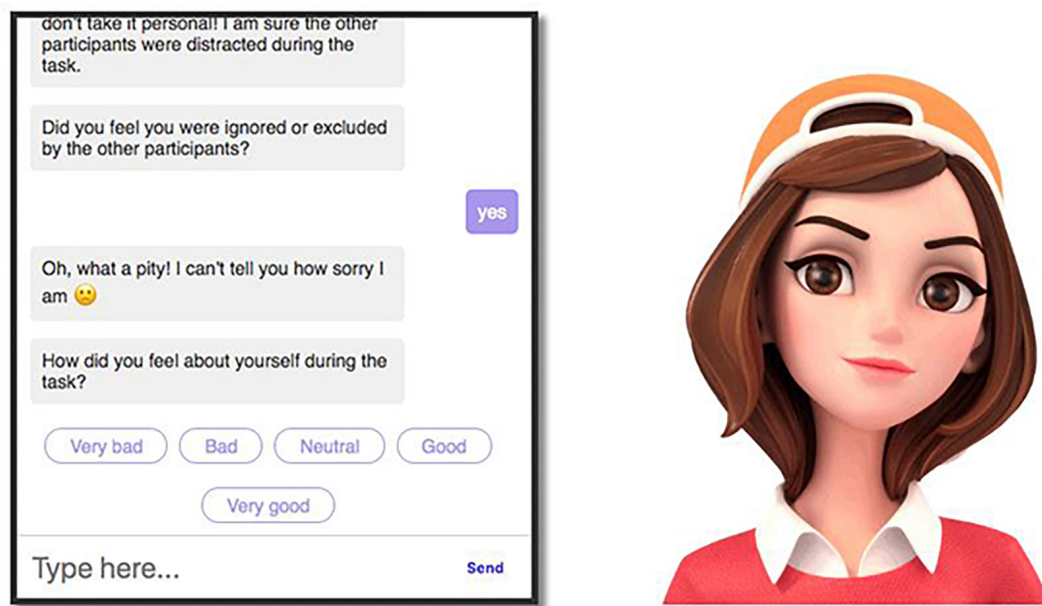 don't take it personal! I am sure the other
participants were distracted during the
task.
Did you feel you were ignored or excluded
by the other participants?
yes
Oh, what a pity! I can't tell you how sorry I
am 🙁
How did you feel about yourself during the
task?
Very bad Bad Neutral Good
Very good
Type here... Send